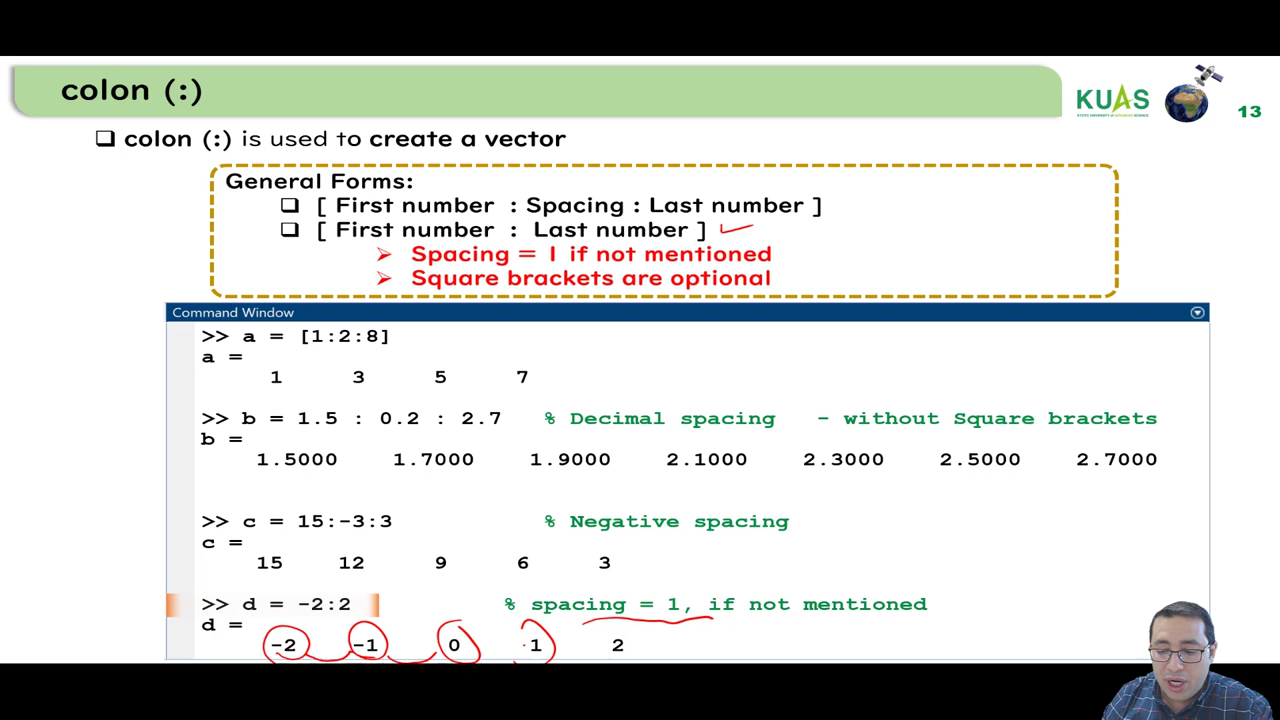 colon (:)
KUAS
13
❑ colon (:) is used to create a vector
General Forms:
❑ [ First number : Spacing : Last number ]
❑ [ First number : Last number ]
➢ Spacing = 1 if not mentioned
➢ Square brackets are optional
Command Window
>> a = [1:2:8]
a =
1 3 5 7
>> b = 1.5 : 0.2 : 2.7 % Decimal spacing - without Square brackets
b =
1.5000 1.7000 1.9000 2.1000 2.3000 2.5000 2.7000
>> c = 15:-3:3 % Negative spacing
c =
15 12 9 6 3
>> d = -2:2 % spacing = 1, if not mentioned
d =
-2 -1 0 1 2